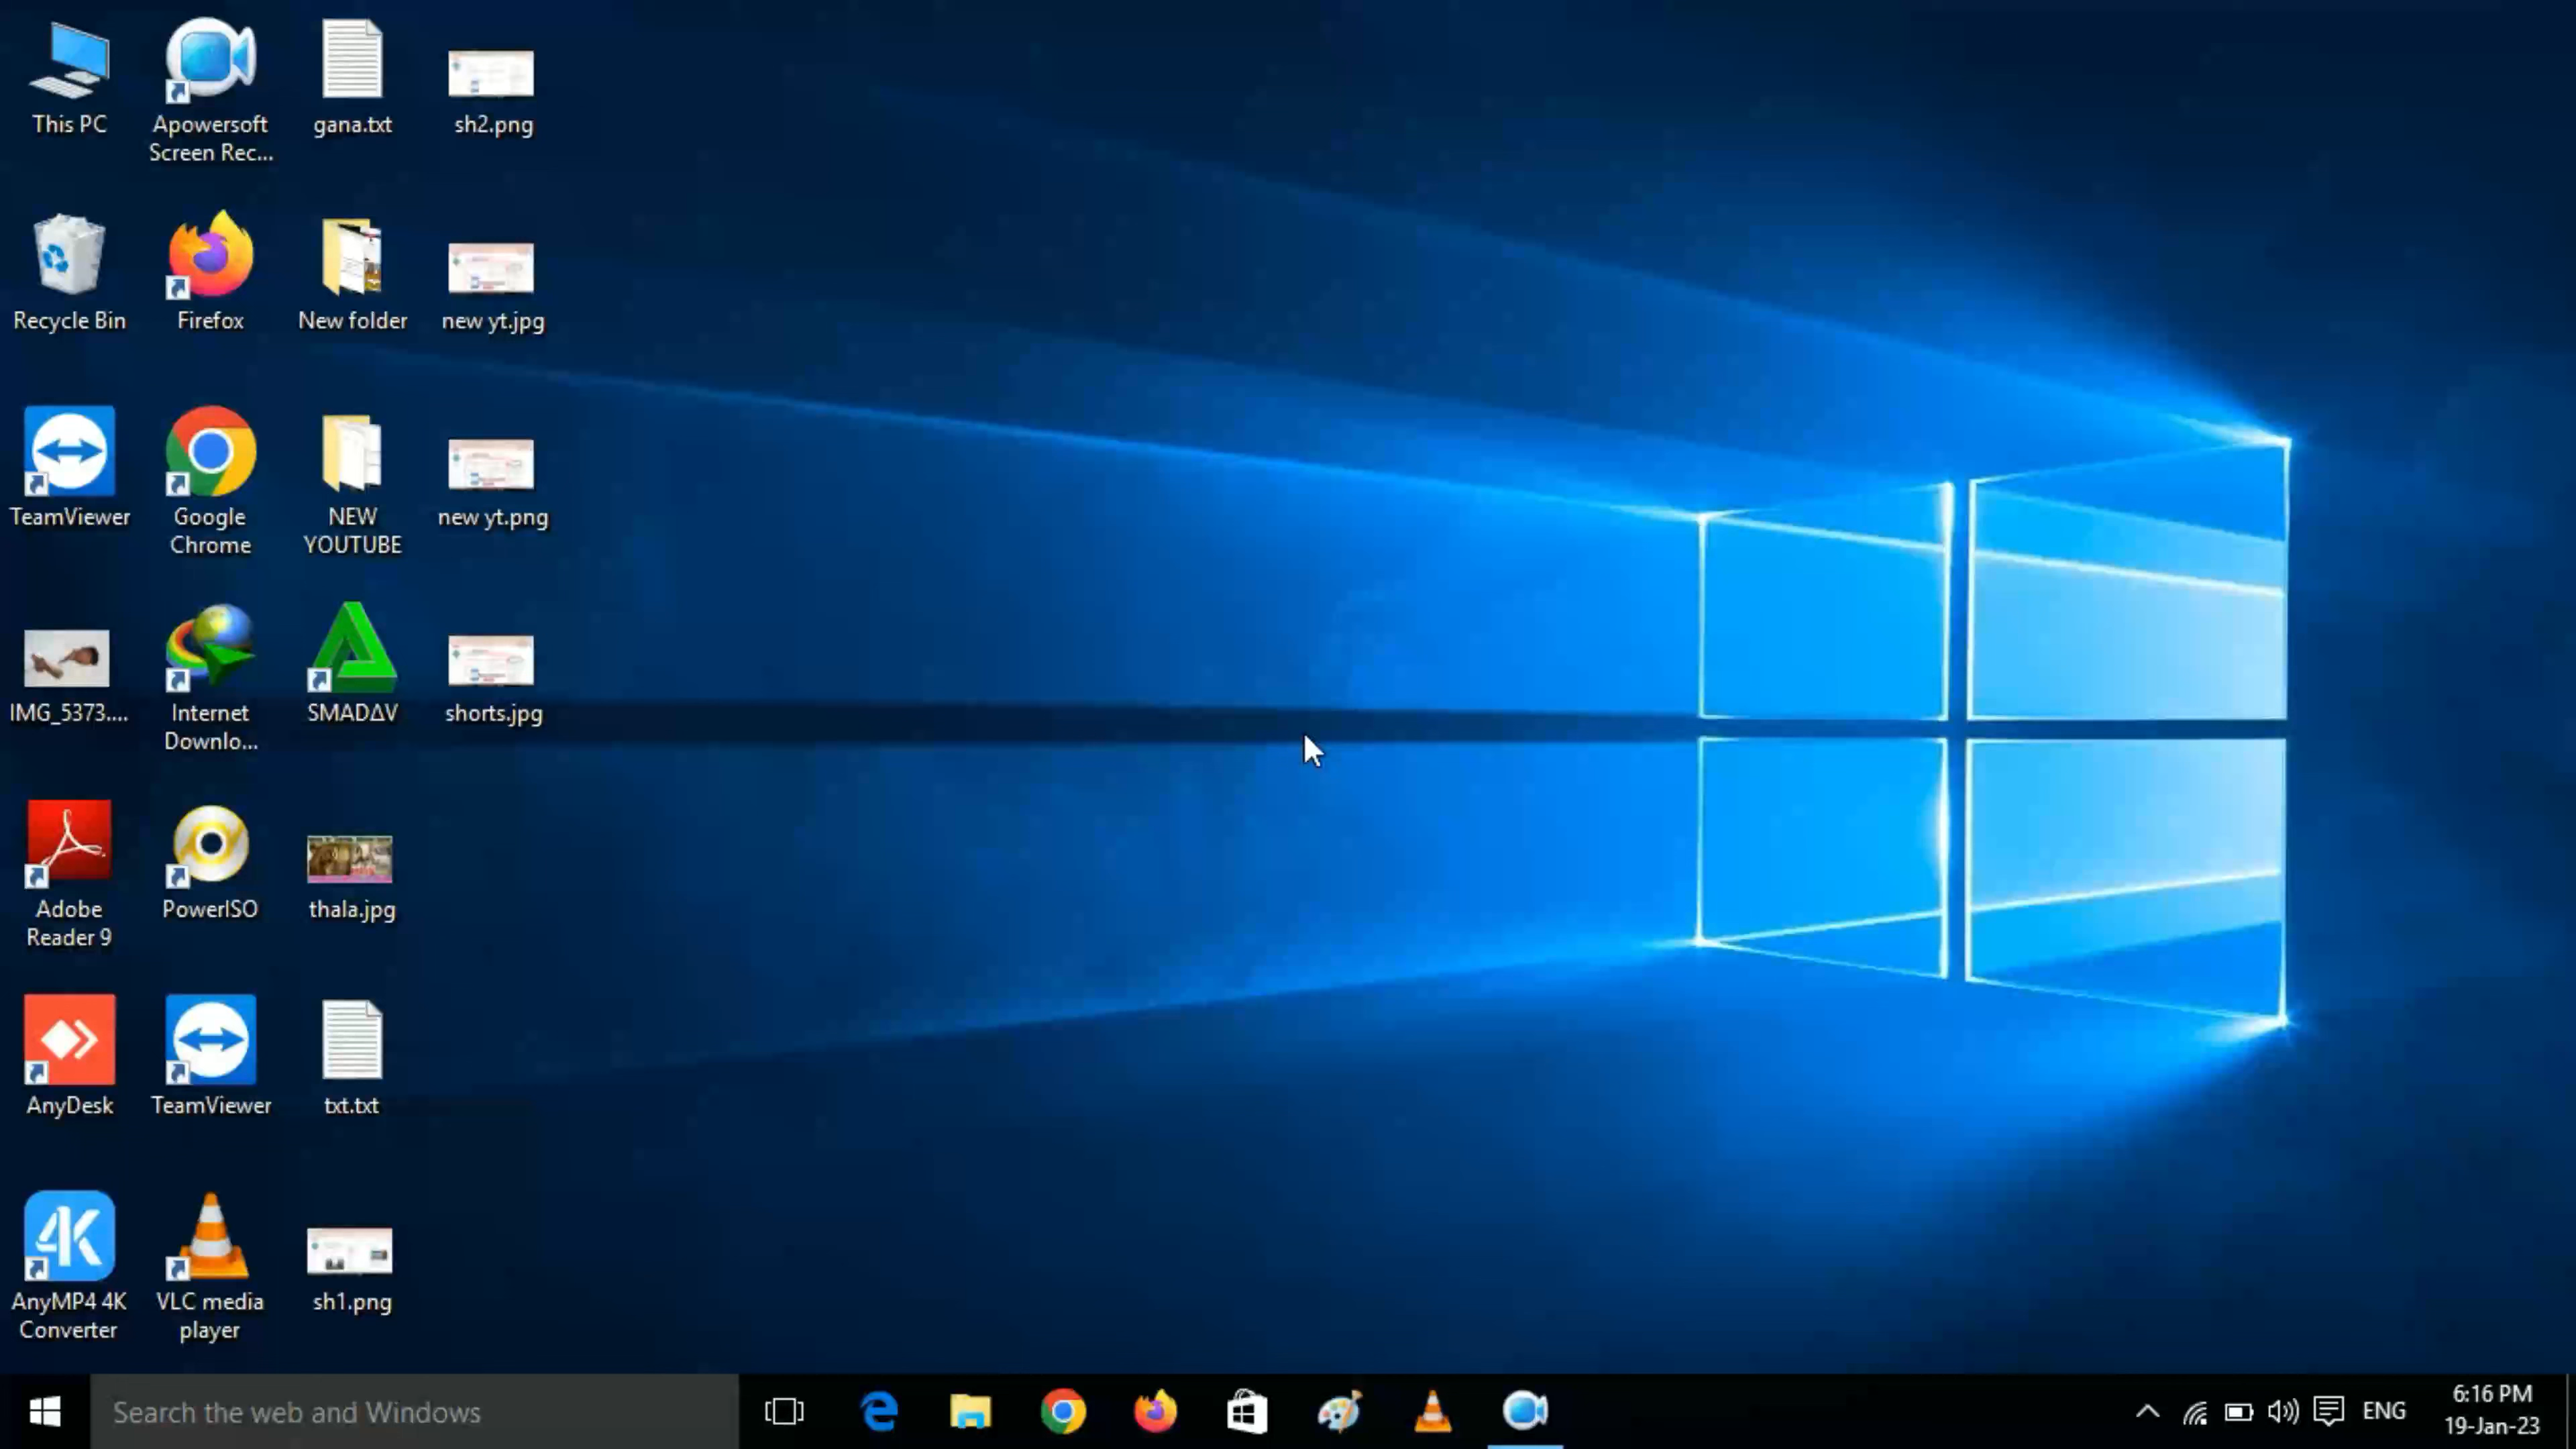 This PC
Apowersoft
Screen Rec...
gana.txt
sh2.png
Recycle Bin
Firefox
New folder
new yt.jpg
new yt.png
TeamViewer
Google
Chrome
NEW
YOUTUBE
IMG_5373....
Internet
Downlo...
SMADΔV
shorts.jpg
Adobe
Reader 9
PowerISO
thala.jpg
AnyDesk
TeamViewer
txt.txt
4K
AnyMP4 4K
Converter
VLC media
player
sh1.png
Search the web and Windows
ENG
6:16 PM
19-Jan-23